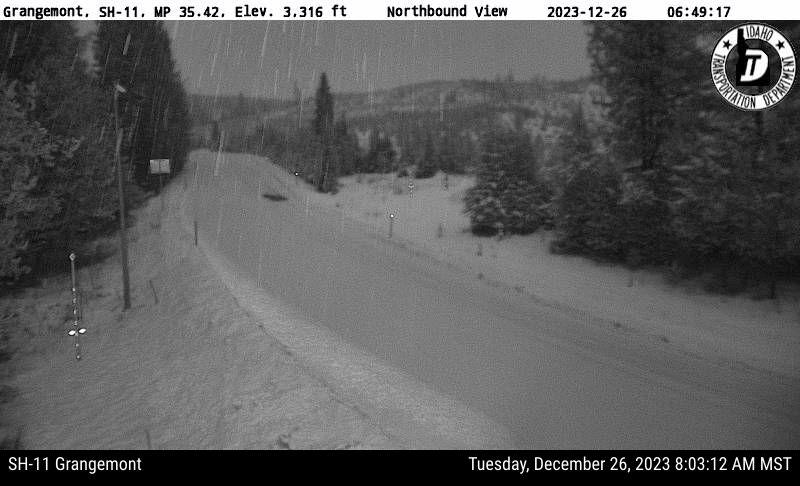 Grangemont, SH-11, MP 35.42, Elev. 3,316 ft Northbound View 2023-12-26 06:49:17
IDAHO
TRANSPORTATION DEPARTMENT
SH-11 Grangemont Tuesday, December 26, 2023 8:03:12 AM MST